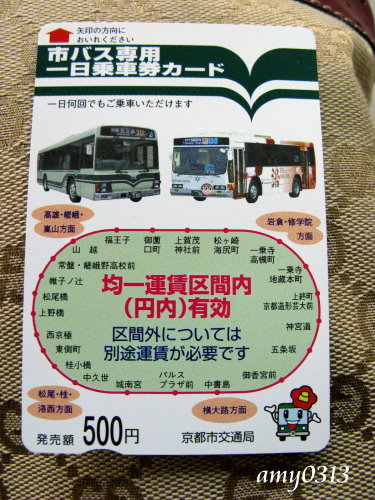 矢印の方向に
おいれください
市バス専用
一日乗車券カード
一日何回でもご乗車いただけます
高雄・嵯峨・
嵐山方面
岩倉・修学院
方面
福王子
御薗
口町
上賀茂
神社前
松ヶ崎
海尻町
一乗寺
高槻町
一乗寺
地蔵本町
上終町
京都造形芸大前
神宮道
五条坂
御香宮前
中書島
パルス
プラザ前
城南宮
中久世
桂小橋
東側町
西京極
上野橋
松尾橋
帷子ノ辻
常盤・嵯峨野高校前
山越
均一運賃区間内
(円内)有効
区間外については
別途運賃が必要です
松尾・桂・
洛西方面
横大路方面
発売額 500円
京都市交通局
amy0313